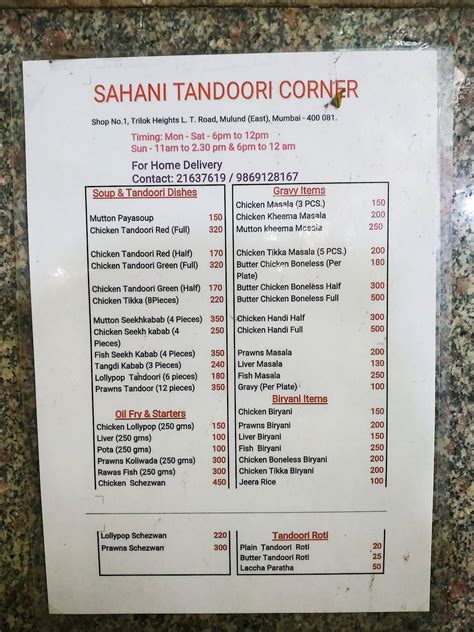 SAHANI TANDOORI CORNER
Shop No.1, Trilok Heights L. T. Road, Mulund (East), Mumbai - 400 081.
Timing: Mon - Sat - 6pm to 12pm
Sun - 11am to 2.30 pm & 6pm to 12 am
For Home Delivery
Contact: 21637619 / 9869128167
Soup & Tandoori Dishes
Mutton Payasoup 150
Chicken Tandoori Red (Full) 320
Chicken Tandoori Red (Half) 170
Chicken Tandoori Green (Full) 320
Chicken Tandoori Green (Half) 170
Chicken Tikka (8Pieces) 220
Mutton Seekhkabab (4 Pieces) 350
Chicken Seekh kabab (4 250
Pieces)
Fish Seekh Kabab (4 Pieces) 350
Tangdi Kabab (3 Pieces) 240
Lollypop Tandoori (6 pieces) 180
Prawns Tandoor (12 pieces) 350
Oil Fry & Starters
Chicken Lollypop (250 gms) 150
Liver (250 gms) 100
Pota (250 gms) 100
Prawns Koliwada (250 gms) 300
Rawas Fish (250 gms) 300
Chicken Schezwan 450
Gravy Items
Chicken Masala (3 PCS.) 150
Chicken Kheema Masala 200
Mutton kheema Masala 250
Chicken Tikka Masala (5 PCS.) 200
Butter Chicken Boneless (Per 180
Plate)
Butter Chicken Boneless Half 300
Butter Chicken Boneless Full 500
Chicken Handi Half 300
Chicken Handi Full 500
Prawns Masala 200
Liver Masala 130
Fish Masala 250
Gravy (Per Plate) 100
Biryani Items
Chicken Biryani 150
Prawns Biryani 200
Liver Biryani 150
Fish Biryani 250
Chicken Boneless Biryani 200
Chicken Tikka Biryani 200
Jeera Rice 100
Lollypop Schezwan 220
Prawns Schezwan 300
Tandoori Roti
Plain Tandoori Roti 20
Butter Tandoori Roti 25
Laccha Paratha 50